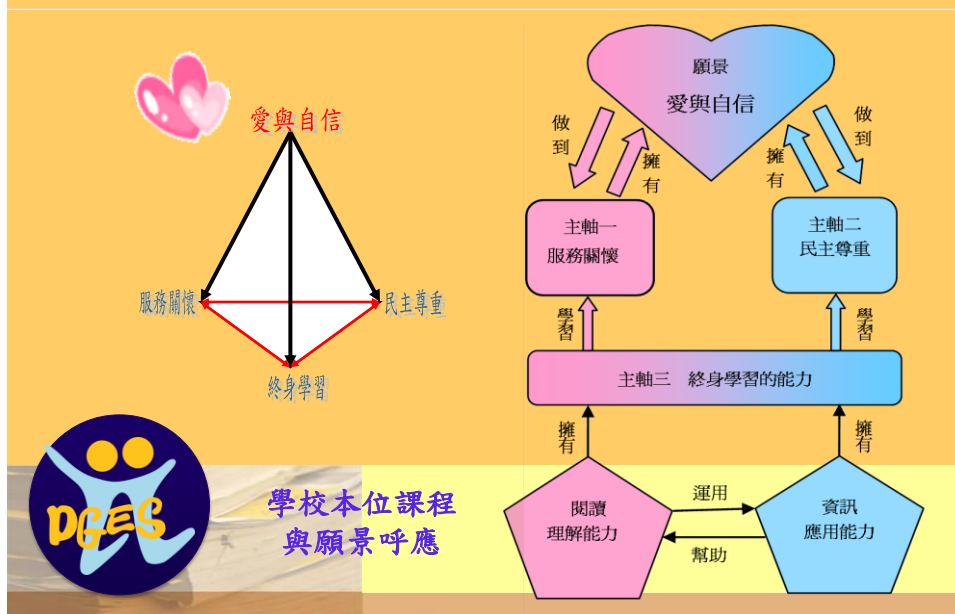 愛與自信
服務關懷
民主尊重
終身學習
PGES
學校本位課程
與願景呼應
願景
愛與自信
做到
擁有
擁有
做到
主軸一
服務關懷
主軸二
民主尊重
學習
學習
主軸三 終身學習的能力
擁有
擁有
閱讀
理解能力
運用
幫助
資訊
應用能力